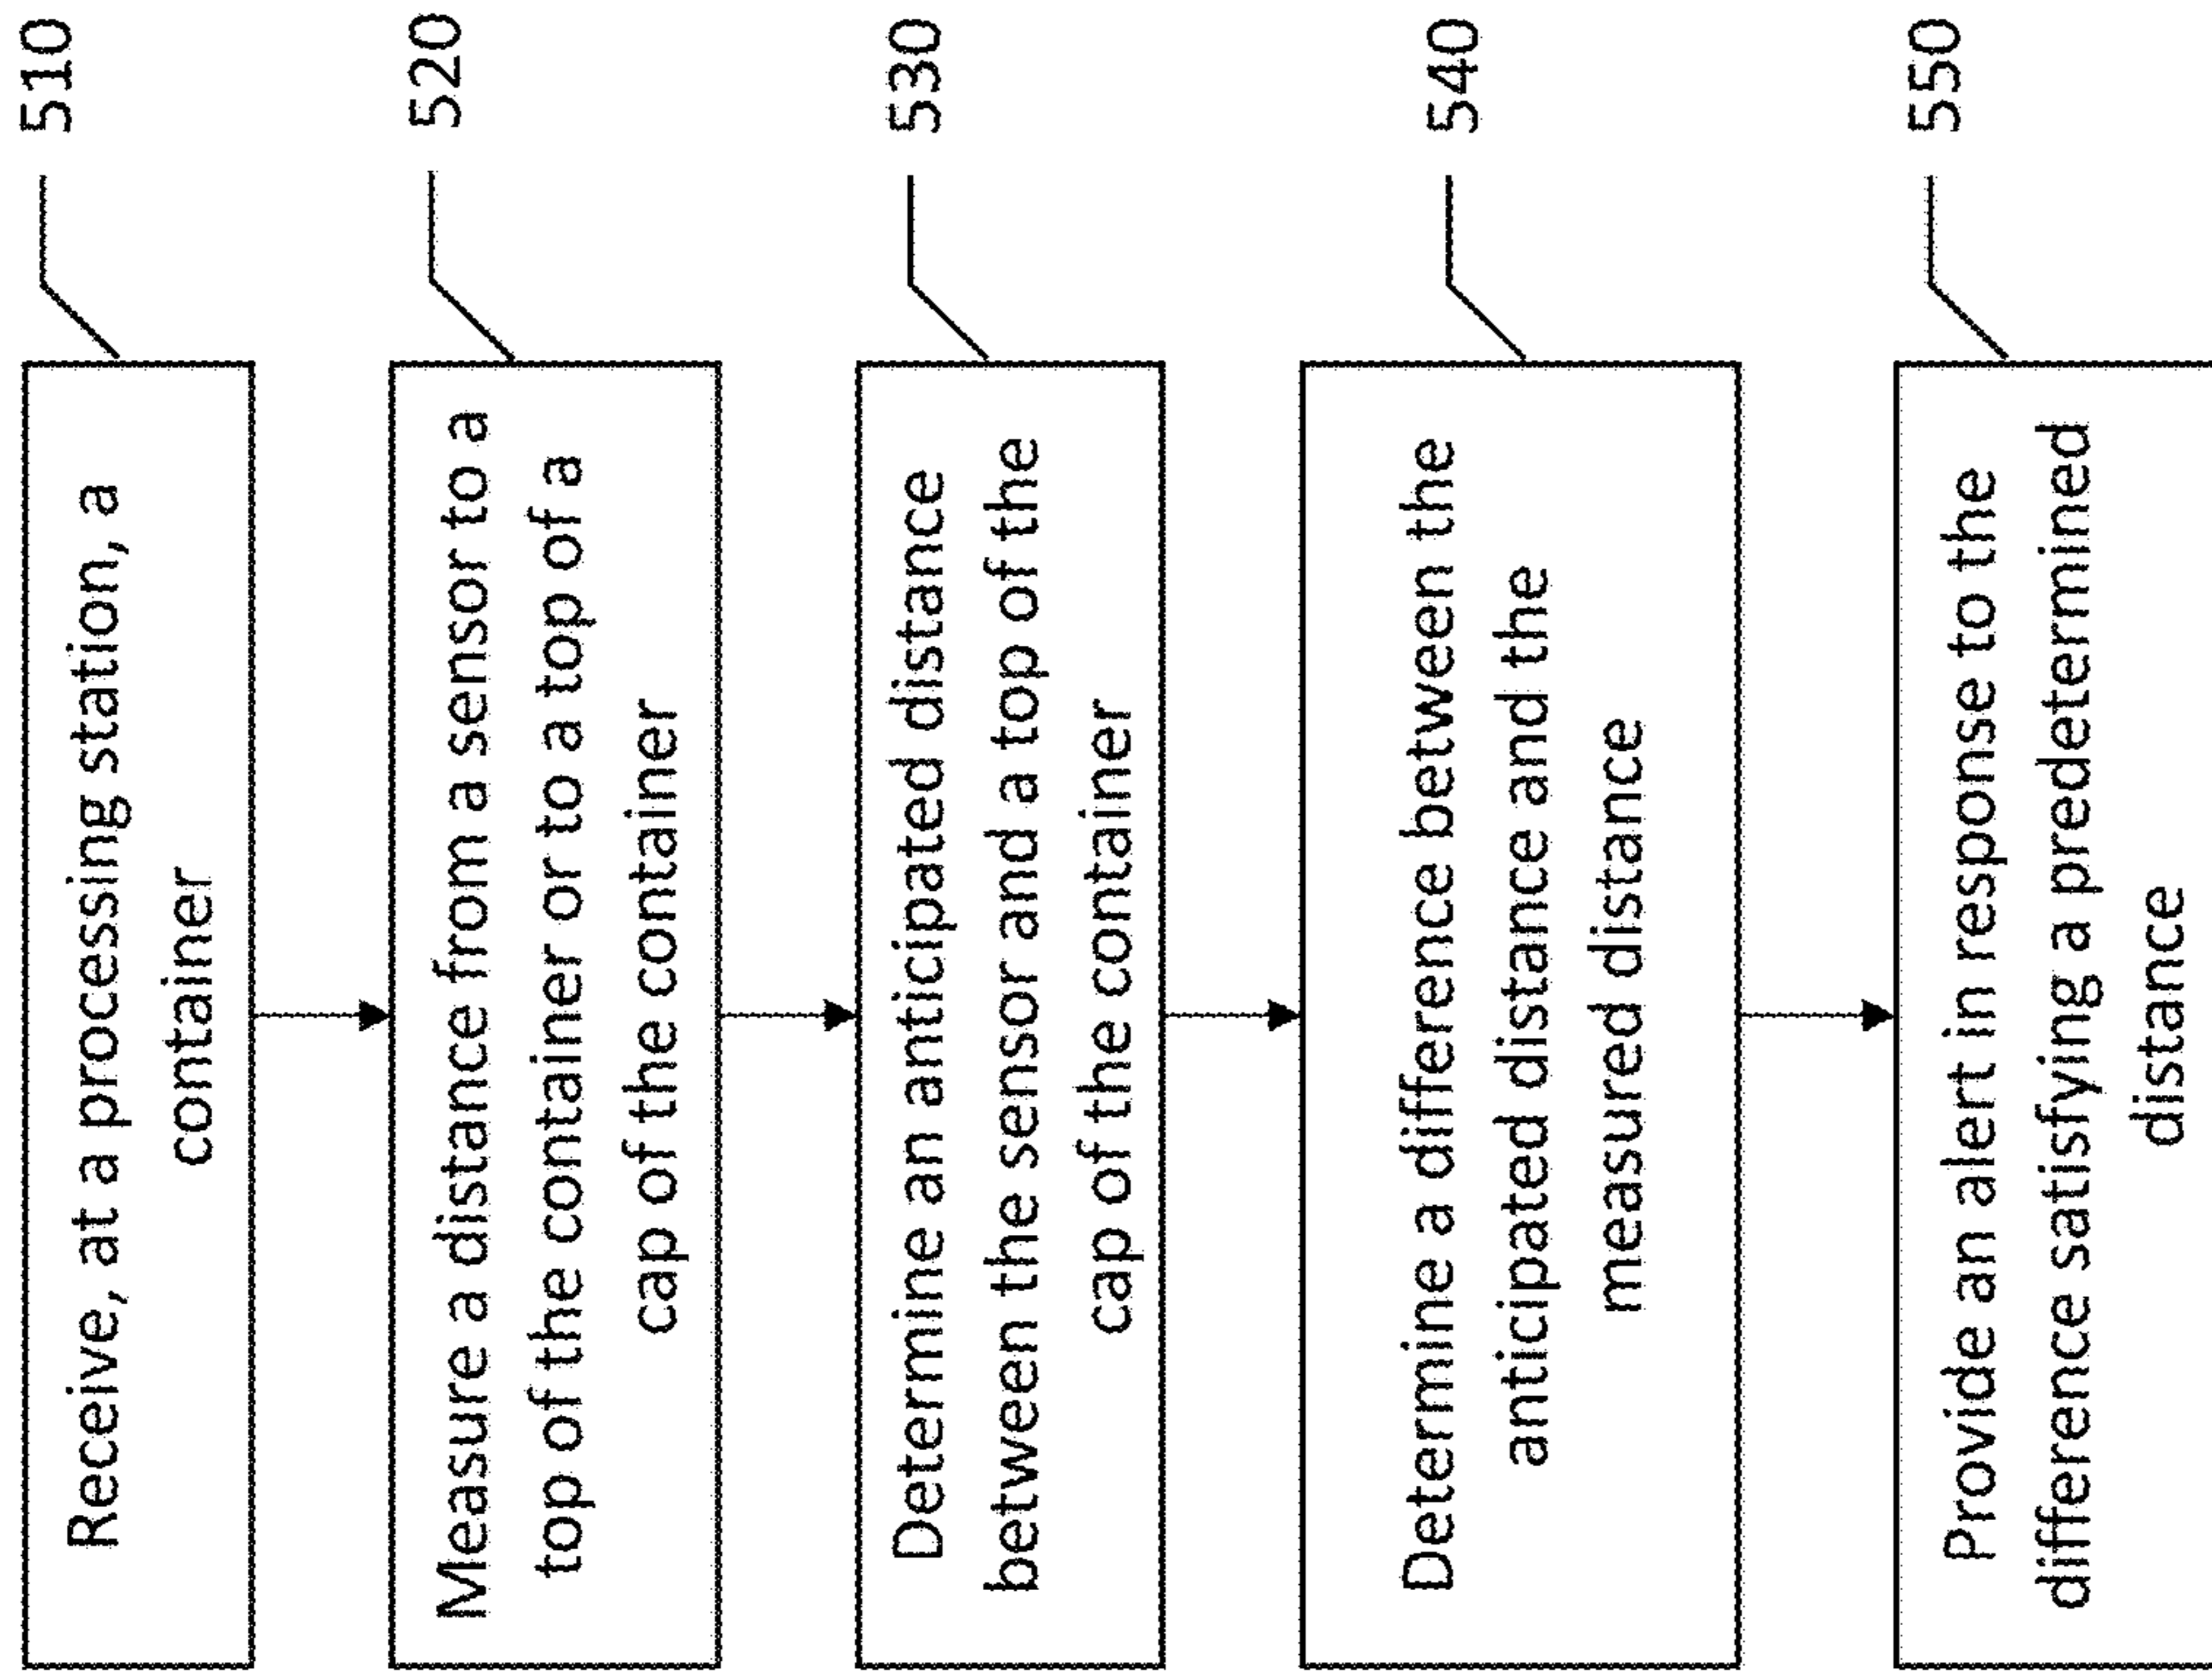 Receive, at a processing station, a
container
510
Measure a distance from a sensor to a
top of the container or to a top of a
cap of the container
520
Determine an anticipated distance
between the sensor and a top of the
cap of the container
530
Determine a difference between the
anticipated distance and the
measured distance
540
Provide an alert in response to the
difference satisfying a predetermined
distance
550